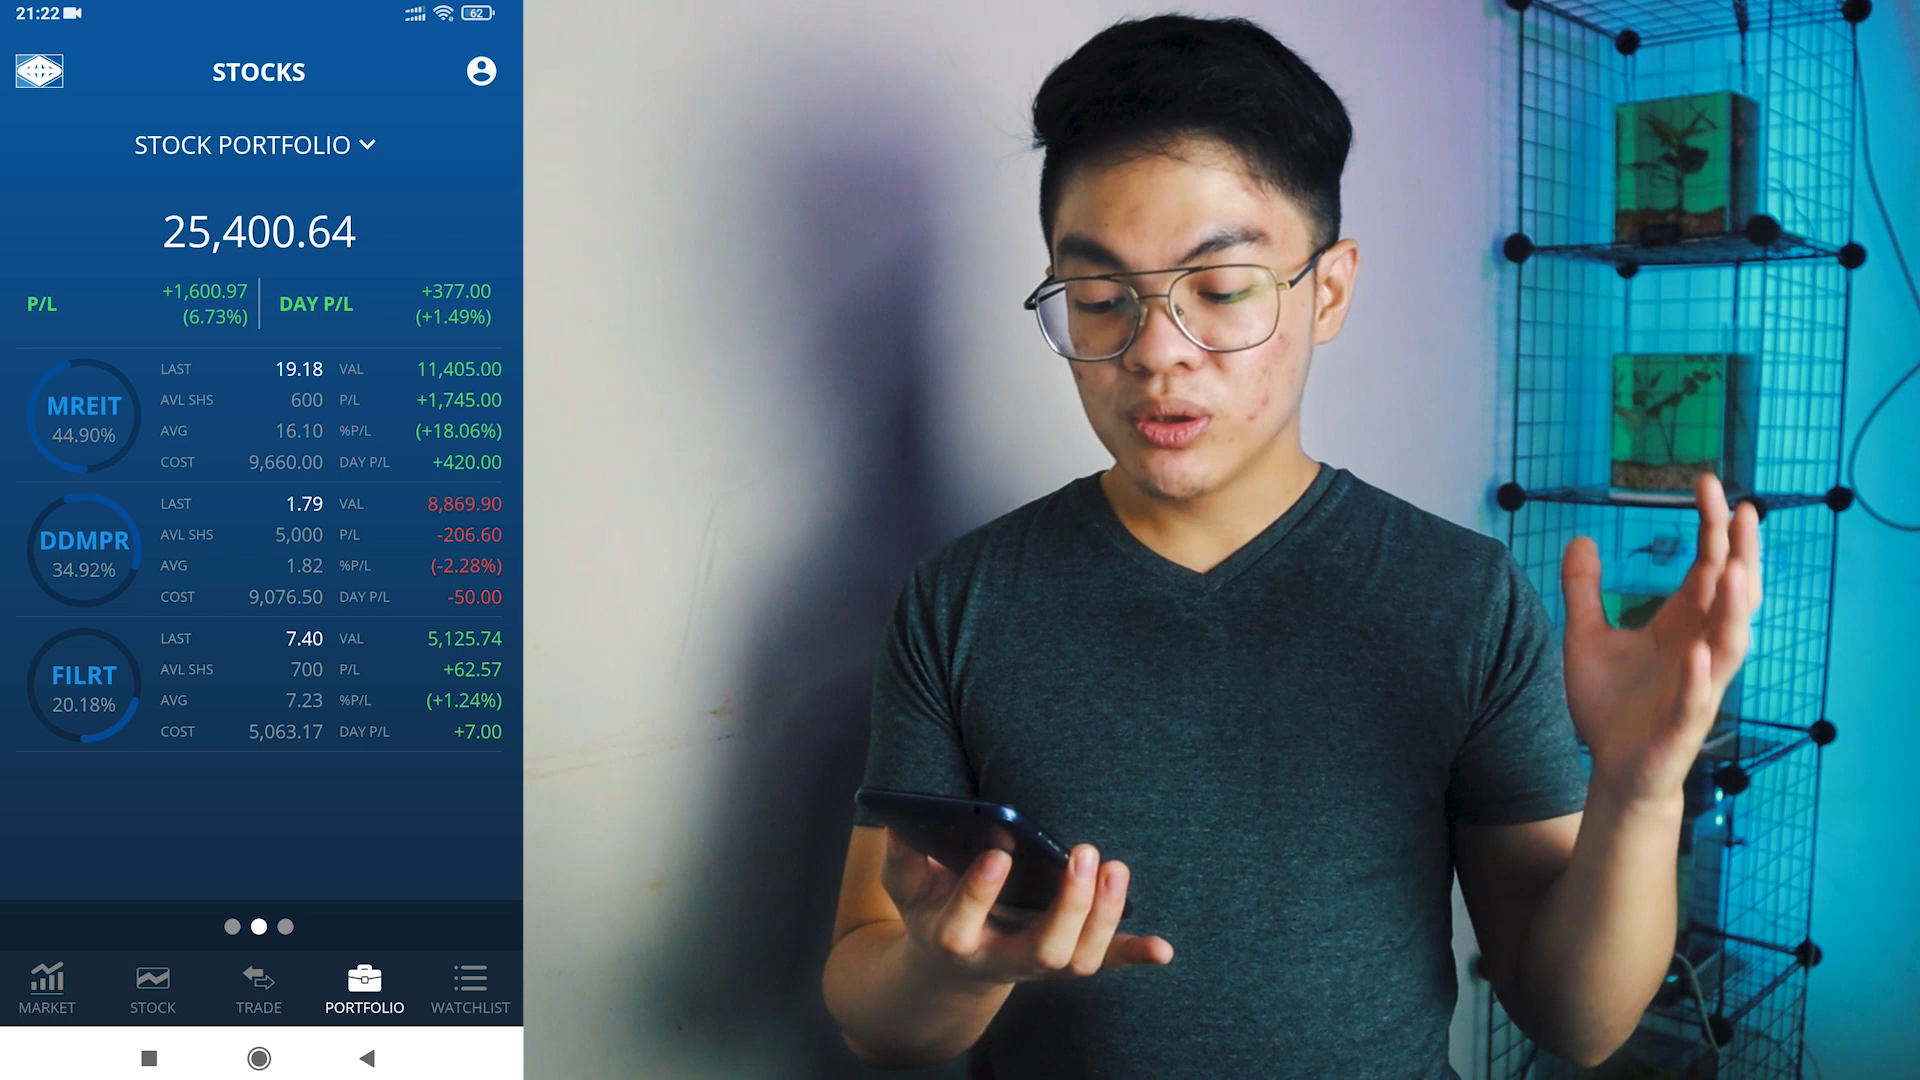 21:22
62
STOCKS
STOCK PORTFOLIO
25,400.64
P/L +1,600.97 (6.73%) DAY P/L +377.00 (+1.49%)
MREIT 44.90%
LAST 19.18 VAL 11,405.00
AVL SHS 600 P/L +1,745.00
AVG 16.10 %P/L (+18.06%)
COST 9,660.00 DAY P/L +420.00
DDMPR 34.92%
LAST 1.79 VAL 8,869.90
AVL SHS 5,000 P/L -206.60
AVG 1.82 %P/L (-2.28%)
COST 9,076.50 DAY P/L -50.00
FILRT 20.18%
LAST 7.40 VAL 5,125.74
AVL SHS 700 P/L +62.57
AVG 7.23 %P/L (+1.24%)
COST 5,063.17 DAY P/L +7.00
MARKET STOCK TRADE PORTFOLIO WATCHLIST